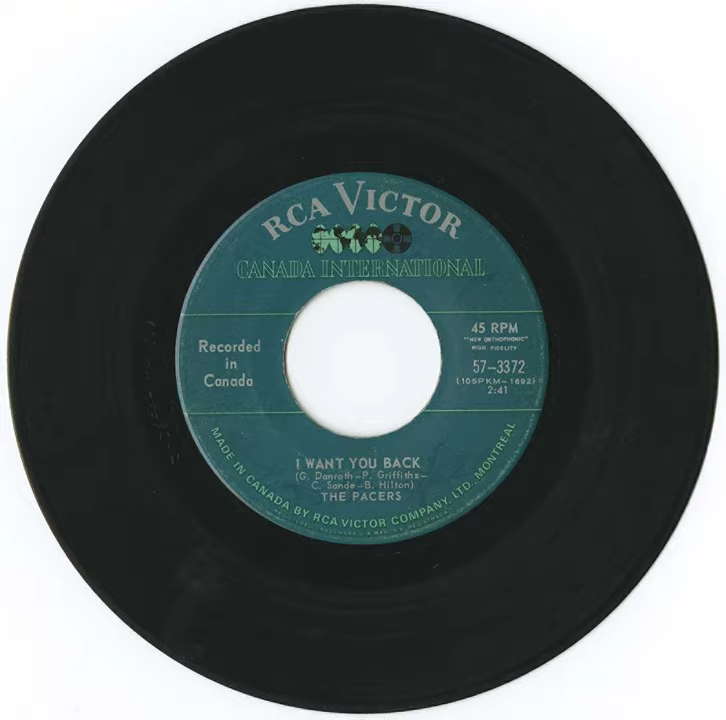 RCA VICTOR
CANADA INTERNATIONAL
Recorded
in
Canada
45 RPM
"NEW ORTHOPHONIC"
HIGH FIDELITY
57-3372
(105PKM-1692)
2:41
I WANT YOU BACK
(G. Danroth-P. Griffiths-
C. Sande-B. Hilton)
THE PACERS
MADE IN CANADA BY RCA VICTOR COMPANY, LTD., MONTREAL